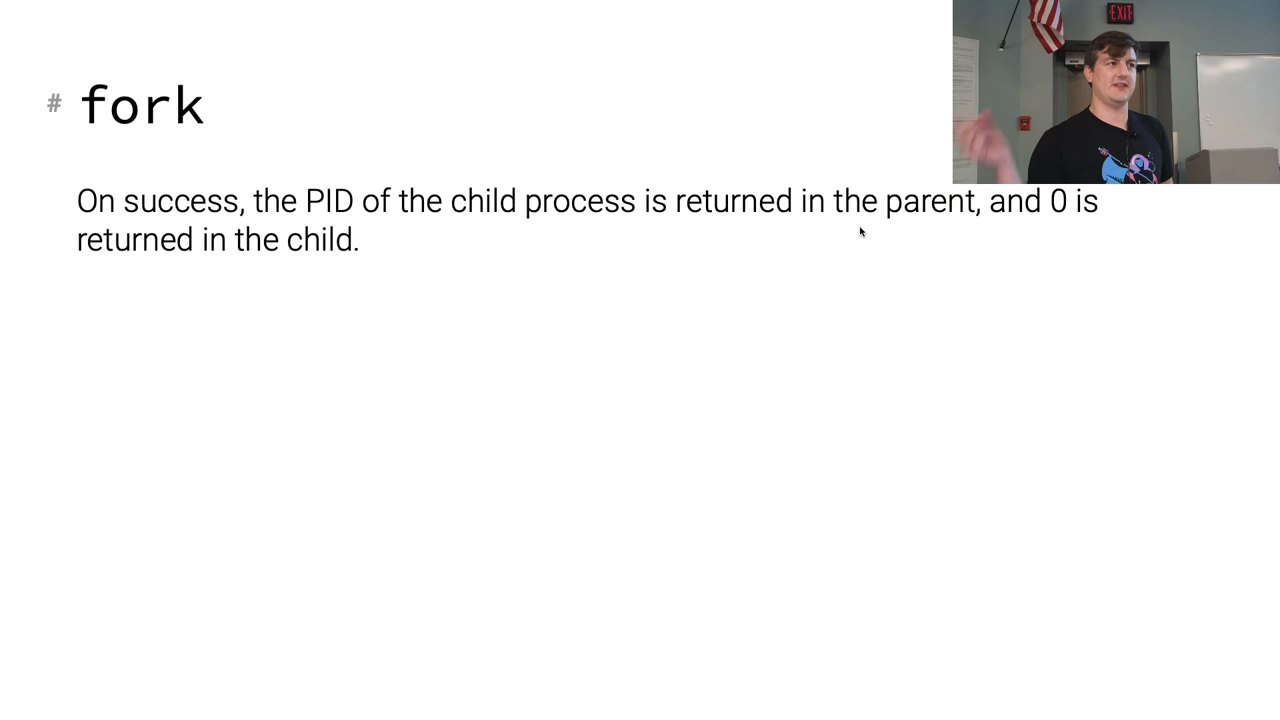 # fork
EXIT
On success, the PID of the child process is returned in the parent, and 0 is
returned in the child.